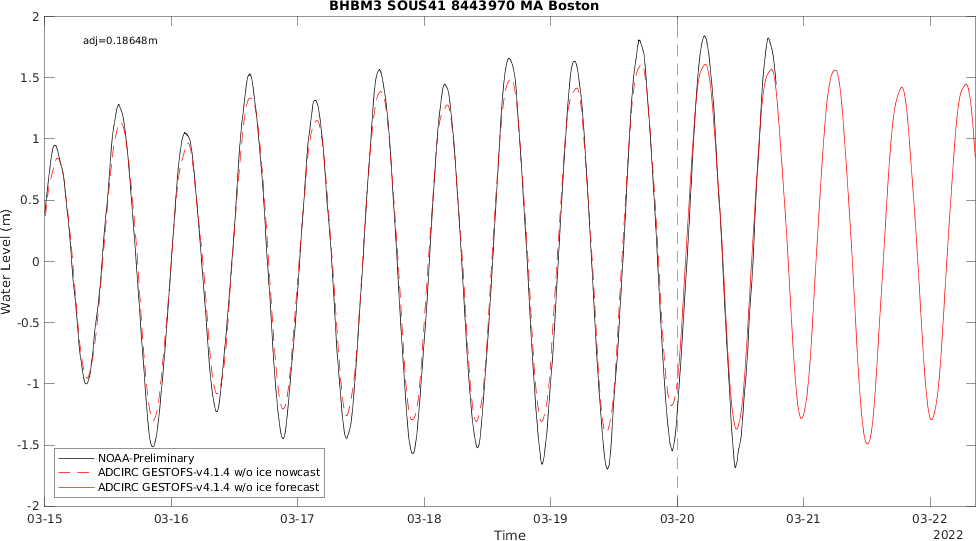 BHBM3 SOUS41 8443970 MA Boston
adj=0.18648m
Water Level (m)
2
1.5
1
0.5
0
-0.5
-1
-1.5
-2
NOAA-Preliminary
ADCIRC GESTOFS-v4.1.4 w/o ice nowcast
ADCIRC GESTOFS-v4.1.4 w/o ice forecast
03-15 03-16 03-17 03-18 03-19 03-20 03-21 03-22
Time
2022